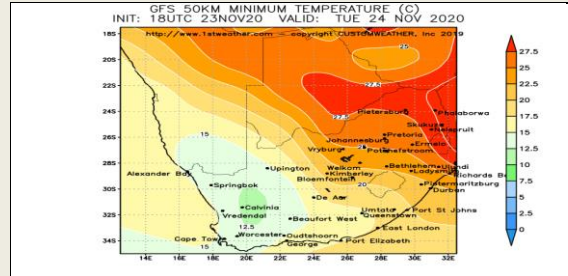 GFS 50KM MINIMUM TEMPERATURE (C)
INIT: 18UTC 23NOV20 VALID: TUE 24 NOV 2020
http://www.1stweather.com - copyright CUSTOMWEATHER, Inc 2019
18S
20S
22S
24S
26S
28S
30S
32S
34S
25
27.5
27.5
Pietersburg
Phalaborwa
Skukuza
Nelspruit
15
Johannesburg
Pretoria
Ermelo
Vryburg
Potchefstroom
Upington
Welkom
Kimberley
Bethlehem
Ulundi
Ladysmith
Richards B
Alexander Bay
Bloemfontein
20
Springbok
Pietermaritzburg
Durban
De Aar
Calvinia
Vredendal
Umtata
Port St Johns
Queenstown
Beaufort West
12.5
East London
Worcester
Oudtshoorn
Cape Town
George
Port Elizabeth
15
14E
16E
18E
20E
22E
24E
26E
28E
30E
32E
27.5
25
22.5
20
17.5
15
12.5
10
7.5
5
2.5
0